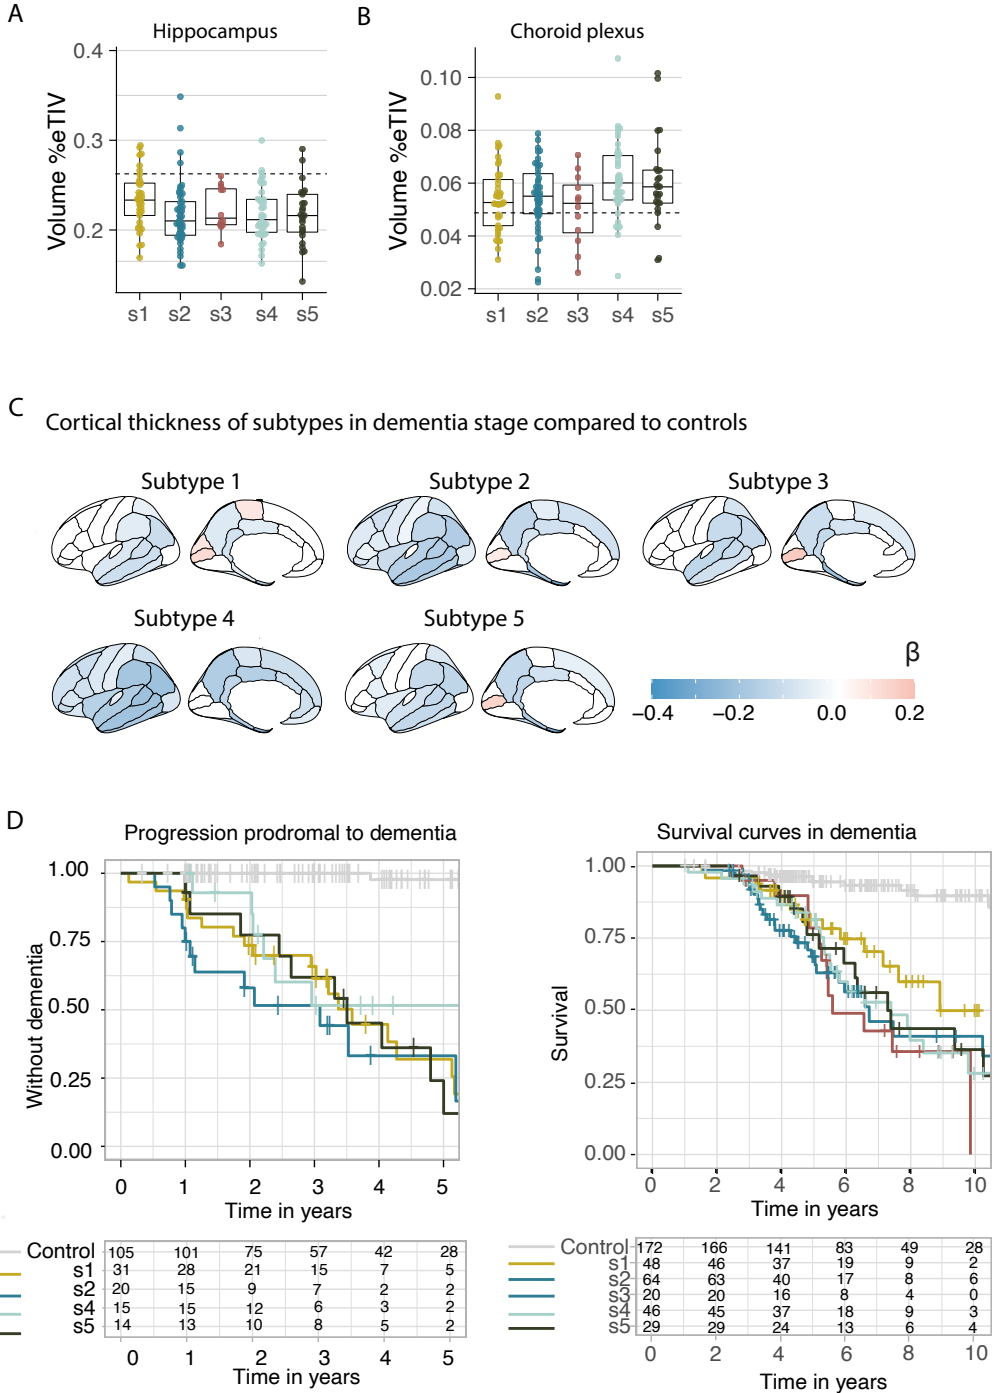 A
Hippocampus
Volume %eTIV
0.4
0.3
0.2
s1 s2 s3 s4 s5
B
Choroid plexus
Volume %eTIV
0.10
0.08
0.06
0.04
0.02
s1 s2 s3 s4 s5
C
Cortical thickness of subtypes in dementia stage compared to controls
Subtype 1
Subtype 2
Subtype 3
Subtype 4
Subtype 5
β
−0.4 −0.2 0.0 0.2
D
Progression prodromal to dementia
Without dementia
1.00
0.75
0.50
0.25
0.00
0 1 2 3 4 5
Time in years
Control 105 101 75 57 42 28
s1 31 28 21 15 7 5
s2 20 15 9 7 2 2
s4 15 15 12 6 3 2
s5 14 13 10 8 5 2
0 1 2 3 4 5
Time in years
Survival curves in dementia
Survival
1.00
0.75
0.50
0.25
0.00
0 2 4 6 8 10
Time in years
Control 172 166 141 83 49 28
s1 48 46 37 19 9 2
s2 64 63 40 17 8 6
s3 20 20 16 8 4 0
s4 46 45 37 18 9 3
s5 29 29 24 13 6 4
0 2 4 6 8 10
Time in years